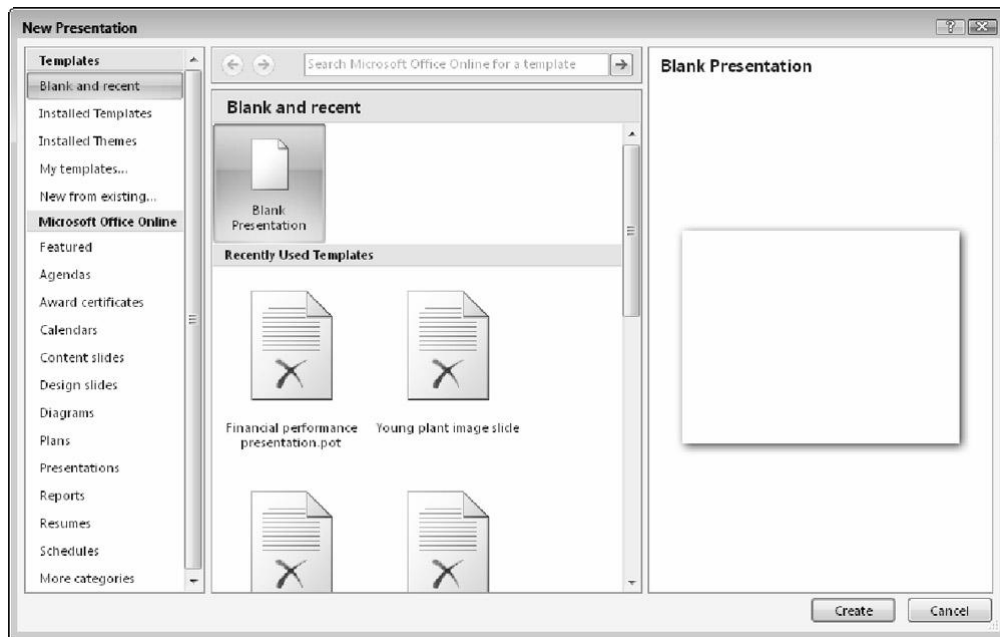 New Presentation
Templates
Blank and recent
Installed Templates
Installed Themes
My templates...
New from existing...
Microsoft Office Online
Featured
Agendas
Award certificates
Calendars
Content slides
Design slides
Diagrams
Plans
Presentations
Reports
Resumes
Schedules
More categories
Search Microsoft Office Online for a template
Blank and recent
Blank
Presentation
Recently Used Templates
Financial performance
presentation.pot
Young plant image slide
Blank Presentation
Create
Cancel